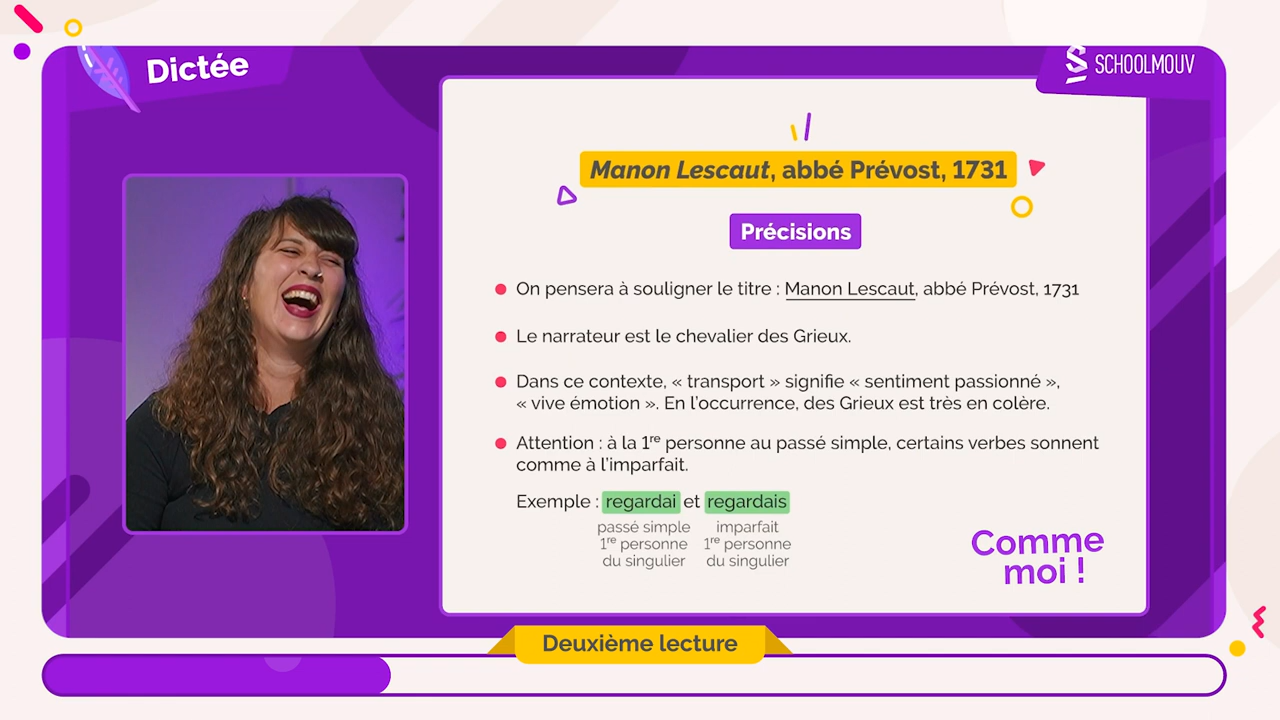 Dictée
SCHOOLMOUV
Manon Lescaut, abbé Prévost, 1731
Précisions
On pensera à souligner le titre : Manon Lescaut, abbé Prévost, 1731
Le narrateur est le chevalier des Grieux.
Dans ce contexte, « transport » signifie « sentiment passionné »,
« vive émotion ». En l'occurrence, des Grieux est très en colère.
Attention : à la 1re personne au passé simple, certains verbes sonnent
comme à l'imparfait.
Exemple : regardai et regardais
passé simple imparfait
1re personne 1re personne
du singulier du singulier
Comme
moi !
Deuxième lecture